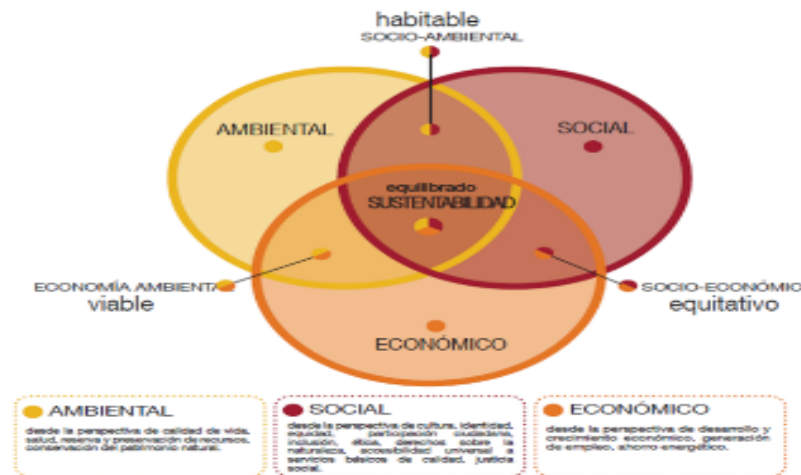 habitable
SOCIO-AMBIENTAL
AMBIENTAL
SOCIAL
equilibrado
SUSTENTABILIDAD
ECONOMÍA AMBIENTAL
viable
SOCIO-ECONÓMIC
equitativo
ECONÓMICO
AMBIENTAL
desde la perspectiva de calidad de vida,
salud, reserva y preservación de recursos,
conservación del patrimonio natural.
SOCIAL
desde la perspectiva de cultura, identidad,
equidad, participación ciudadana,
inclusión, ética, derechos sobre la
naturaleza, accesibilidad universal a
servicios básicos de calidad, justicia
social.
ECONÓMICO
desde la perspectiva de desarrollo y
crecimiento económico, generación
de empleo, ahorro energético.